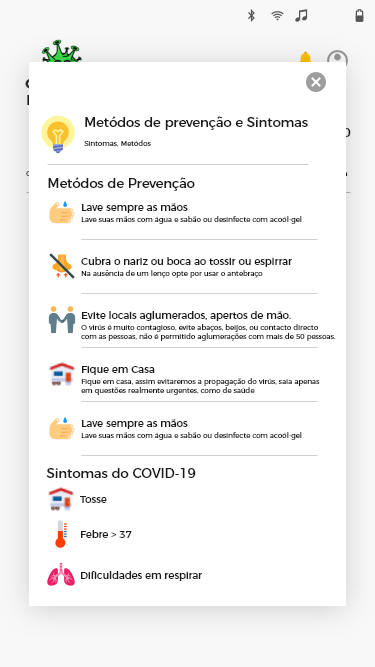 Metódos de prevenção e Sintomas
Sintomas, Metódos
Metódos de Prevenção
Lave sempre as mãos
Lave suas mãos com água e sabão ou desinfecte com acoól-gel
Cubra o nariz ou boca ao tossir ou espirrar
Na ausência de um lenço opte por usar o antebraço
Evite locais aglumerados, apertos de mão.
O virús é muito contagioso, evite abaços, beijos, ou contacto directo
com as pessoas, não é permitido aglumerações com mais de 50 pessoas.
Fique em Casa
Fique em casa, assim evitaremos a propagação do virús, saia apenas
em questões realmente urgentes, como de saúde
Lave sempre as mãos
Lave suas mãos com água e sabão ou desinfecte com acoól-gel
Sintomas do COVID-19
Tosse
Febre > 37
Dificuldades em respirar